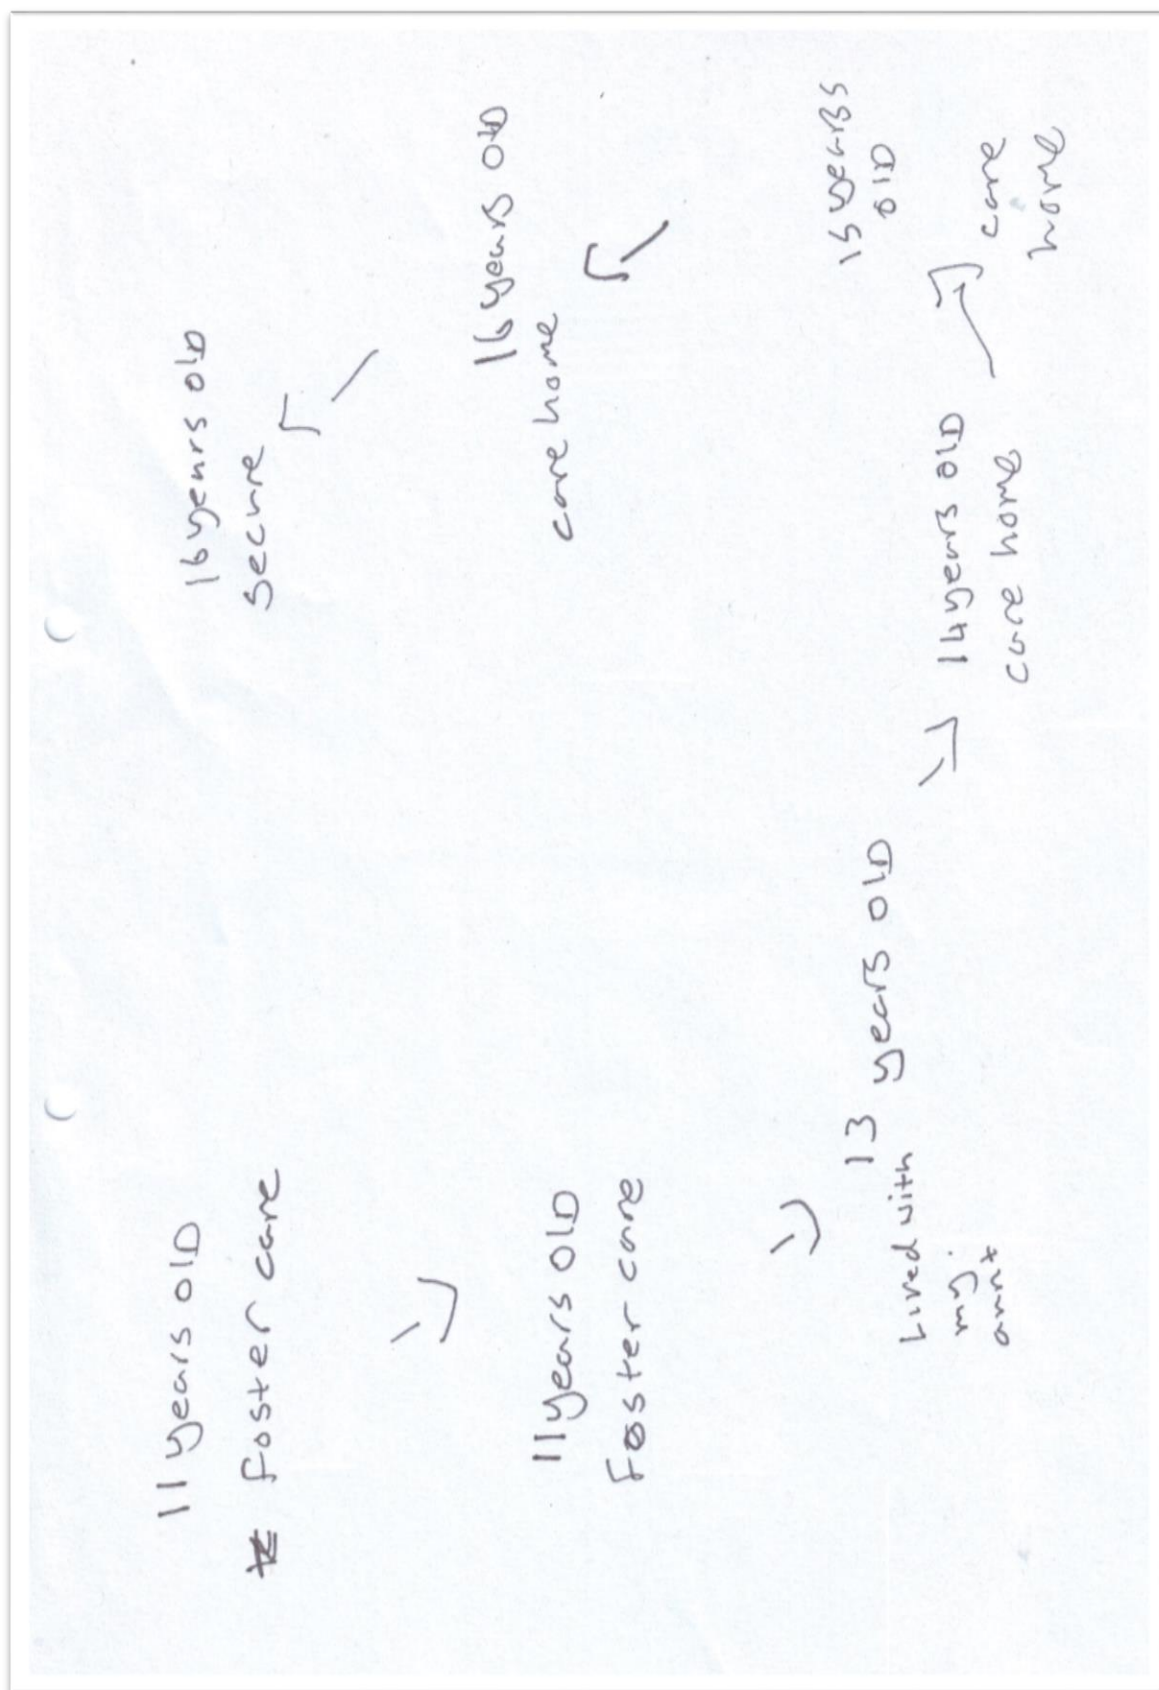 11 years old
foster care
11 years old
Foster care
13 years old
Lived with
my
aunt
14 years old
care home
15 years
old
care
home
16 years old
care home
16 years old
secure